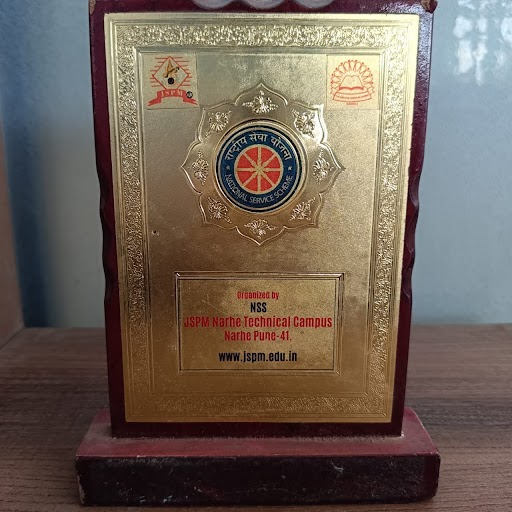 JSPM
राष्ट्रीय सेवा योजना
NATIONAL SERVICE SCHEME
Organized by
NSS
JSPM Narhe Technical Campus
Narhe Pune-41.
www.jspm.edu.in